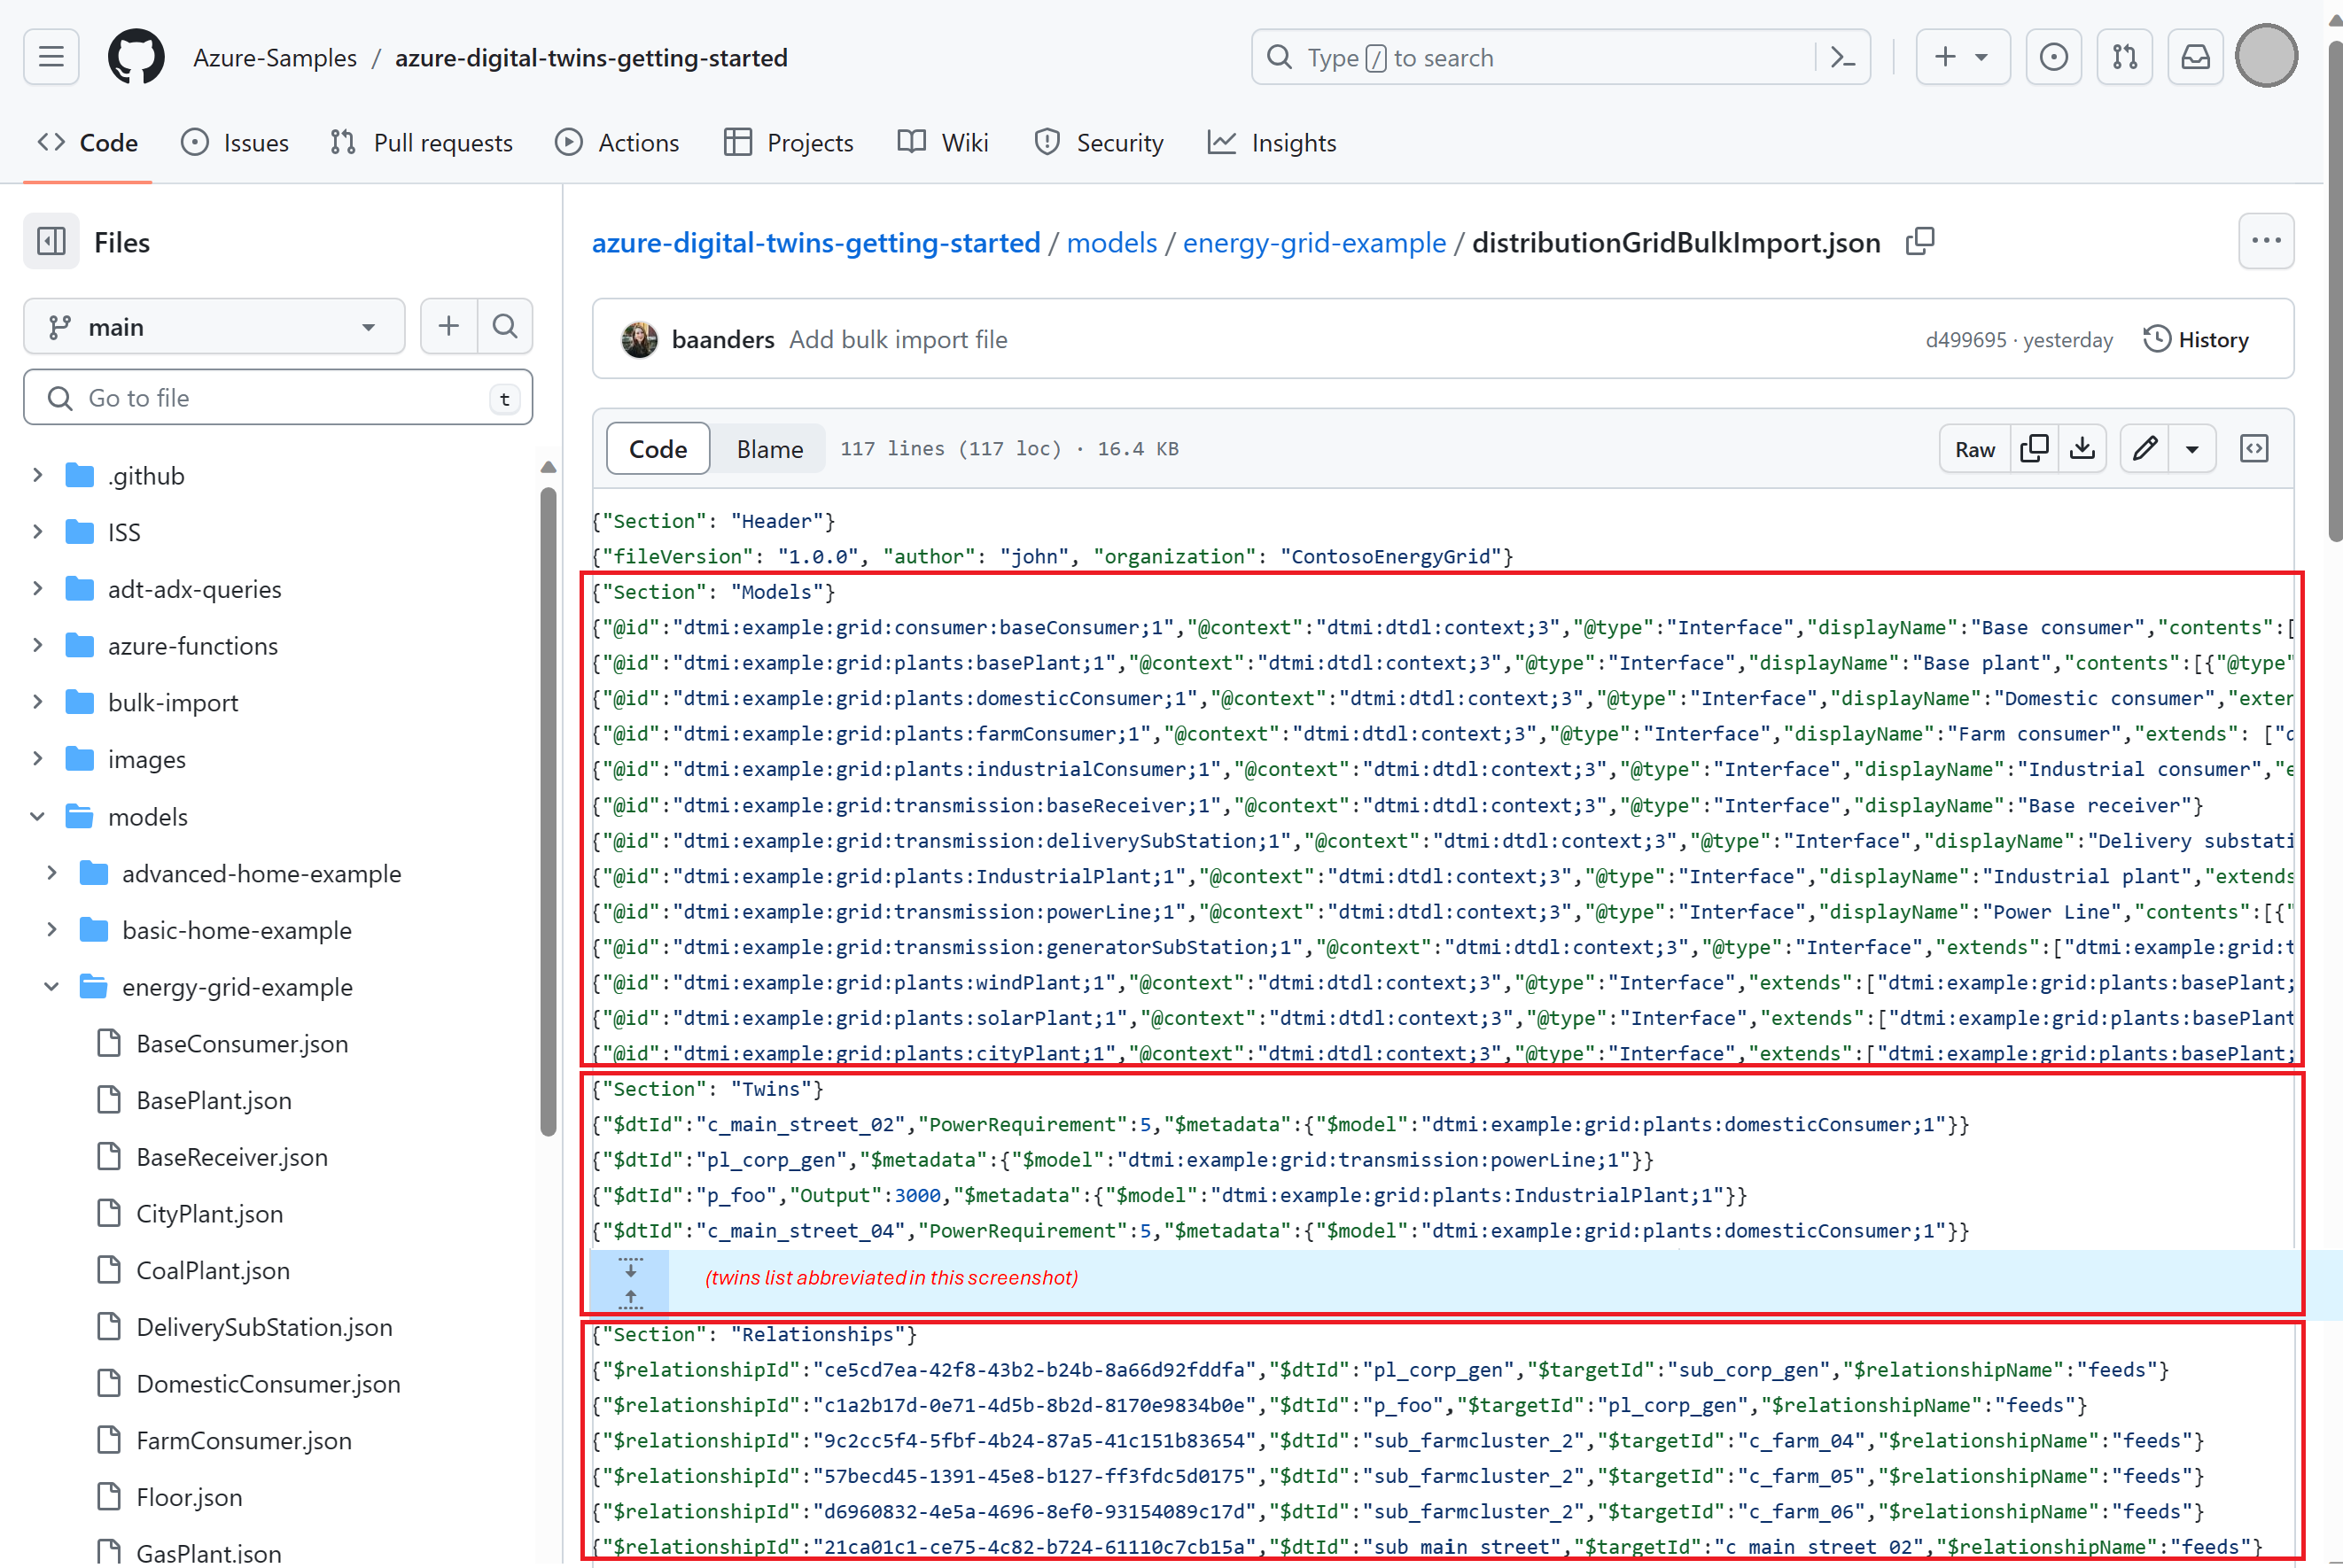 Azure-Samples / azure-digital-twins-getting-started
Type / to search
Code Issues Pull requests Actions Projects Wiki Security Insights
Files
main
Go to file
t
.github
ISS
adt-adx-queries
azure-functions
bulk-import
images
models
advanced-home-example
basic-home-example
energy-grid-example
BaseConsumer.json
BasePlant.json
BaseReceiver.json
CityPlant.json
CoalPlant.json
DeliverySubStation.json
DomesticConsumer.json
FarmConsumer.json
Floor.json
GasPlant.json
azure-digital-twins-getting-started / models / energy-grid-example / distributionGridBulkImport.json
baanders Add bulk import file d499695 · yesterday History
Code Blame 117 lines (117 loc) · 16.4 KB Raw
{"Section": "Header"}
{"fileVersion": "1.0.0", "author": "john", "organization": "ContosoEnergyGrid"}
{"Section": "Models"}
{"@id":"dtmi:example:grid:consumer:baseConsumer;1","@context":"dtmi:dtdl:context;3","@type":"Interface","displayName":"Base consumer","contents":[
{"@id":"dtmi:example:grid:plants:basePlant;1","@context":"dtmi:dtdl:context;3","@type":"Interface","displayName":"Base plant","contents":[{"@type"
{"@id":"dtmi:example:grid:plants:domesticConsumer;1","@context":"dtmi:dtdl:context;3","@type":"Interface","displayName":"Domestic consumer","exten
{"@id":"dtmi:example:grid:plants:farmConsumer;1","@context":"dtmi:dtdl:context;3","@type":"Interface","displayName":"Farm consumer","extends": ["d
{"@id":"dtmi:example:grid:plants:industrialConsumer;1","@context":"dtmi:dtdl:context;3","@type":"Interface","displayName":"Industrial consumer","e
{"@id":"dtmi:example:grid:transmission:baseReceiver;1","@context":"dtmi:dtdl:context;3","@type":"Interface","displayName":"Base receiver"}
{"@id":"dtmi:example:grid:transmission:deliverySubStation;1","@context":"dtmi:dtdl:context;3","@type":"Interface","displayName":"Delivery substati
{"@id":"dtmi:example:grid:plants:IndustrialPlant;1","@context":"dtmi:dtdl:context;3","@type":"Interface","displayName":"Industrial plant","extends
{"@id":"dtmi:example:grid:transmission:powerLine;1","@context":"dtmi:dtdl:context;3","@type":"Interface","displayName":"Power Line","contents":[{"
{"@id":"dtmi:example:grid:transmission:generatorSubStation;1","@context":"dtmi:dtdl:context;3","@type":"Interface","extends":["dtmi:example:grid:t
{"@id":"dtmi:example:grid:plants:windPlant;1","@context":"dtmi:dtdl:context;3","@type":"Interface","extends":["dtmi:example:grid:plants:basePlant;
{"@id":"dtmi:example:grid:plants:solarPlant;1","@context":"dtmi:dtdl:context;3","@type":"Interface","extends":["dtmi:example:grid:plants:basePlant
{"@id":"dtmi:example:grid:plants:cityPlant;1","@context":"dtmi:dtdl:context;3","@type":"Interface","extends":["dtmi:example:grid:plants:basePlant;
{"Section": "Twins"}
{"$dtId":"c_main_street_02","PowerRequirement":5,"$metadata":{"$model":"dtmi:example:grid:plants:domesticConsumer;1"}}
{"$dtId":"pl_corp_gen","$metadata":{"$model":"dtmi:example:grid:transmission:powerLine;1"}}
{"$dtId":"p_foo","Output":3000,"$metadata":{"$model":"dtmi:example:grid:plants:IndustrialPlant;1"}}
{"$dtId":"c_main_street_04","PowerRequirement":5,"$metadata":{"$model":"dtmi:example:grid:plants:domesticConsumer;1"}}
(twins list abbreviated in this screenshot)
{"Section": "Relationships"}
{"$relationshipId":"ce5cd7ea-42f8-43b2-b24b-8a66d92fddfa","$dtId":"pl_corp_gen","$targetId":"sub_corp_gen","$relationshipName":"feeds"}
{"$relationshipId":"c1a2b17d-0e71-4d5b-8b2d-8170e9834b0e","$dtId":"p_foo","$targetId":"pl_corp_gen","$relationshipName":"feeds"}
{"$relationshipId":"9c2cc5f4-5fbf-4b24-87a5-41c151b83654","$dtId":"sub_farmcluster_2","$targetId":"c_farm_04","$relationshipName":"feeds"}
{"$relationshipId":"57becd45-1391-45e8-b127-ff3fdc5d0175","$dtId":"sub_farmcluster_2","$targetId":"c_farm_05","$relationshipName":"feeds"}
{"$relationshipId":"d6960832-4e5a-4696-8ef0-93154089c17d","$dtId":"sub_farmcluster_2","$targetId":"c_farm_06","$relationshipName":"feeds"}
{"$relationshipId":"21ca01c1-ce75-4c82-b724-61110c7cb15a","$dtId":"sub_main_street","$targetId":"c_main_street_02","$relationshipName":"feeds"}